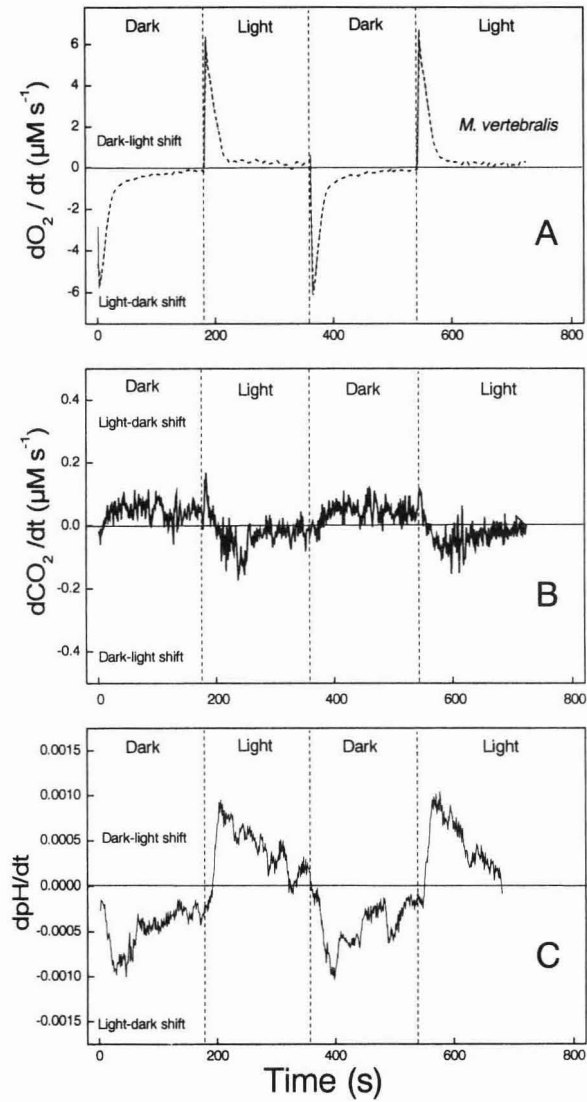 Dark Light Dark Light
6
4
2
0
-2
-4
-6
dO2 / dt (µM s-1)
Dark-light shift
M. vertebralis
Light-dark shift
A
0 200 400 600 800
Dark Light Dark Light
0.4
0.2
0.0
-0.2
-0.4
dCO2 /dt (µM s-1)
Light-dark shift
Dark-light shift
B
0 200 400 600 800
Dark Light Dark Light
0.0015
0.0010
0.0005
0.0000
-0.0005
-0.0010
-0.0015
dpH/dt
Dark-light shift
Light-dark shift
C
0 200 400 600 800
Time (s)